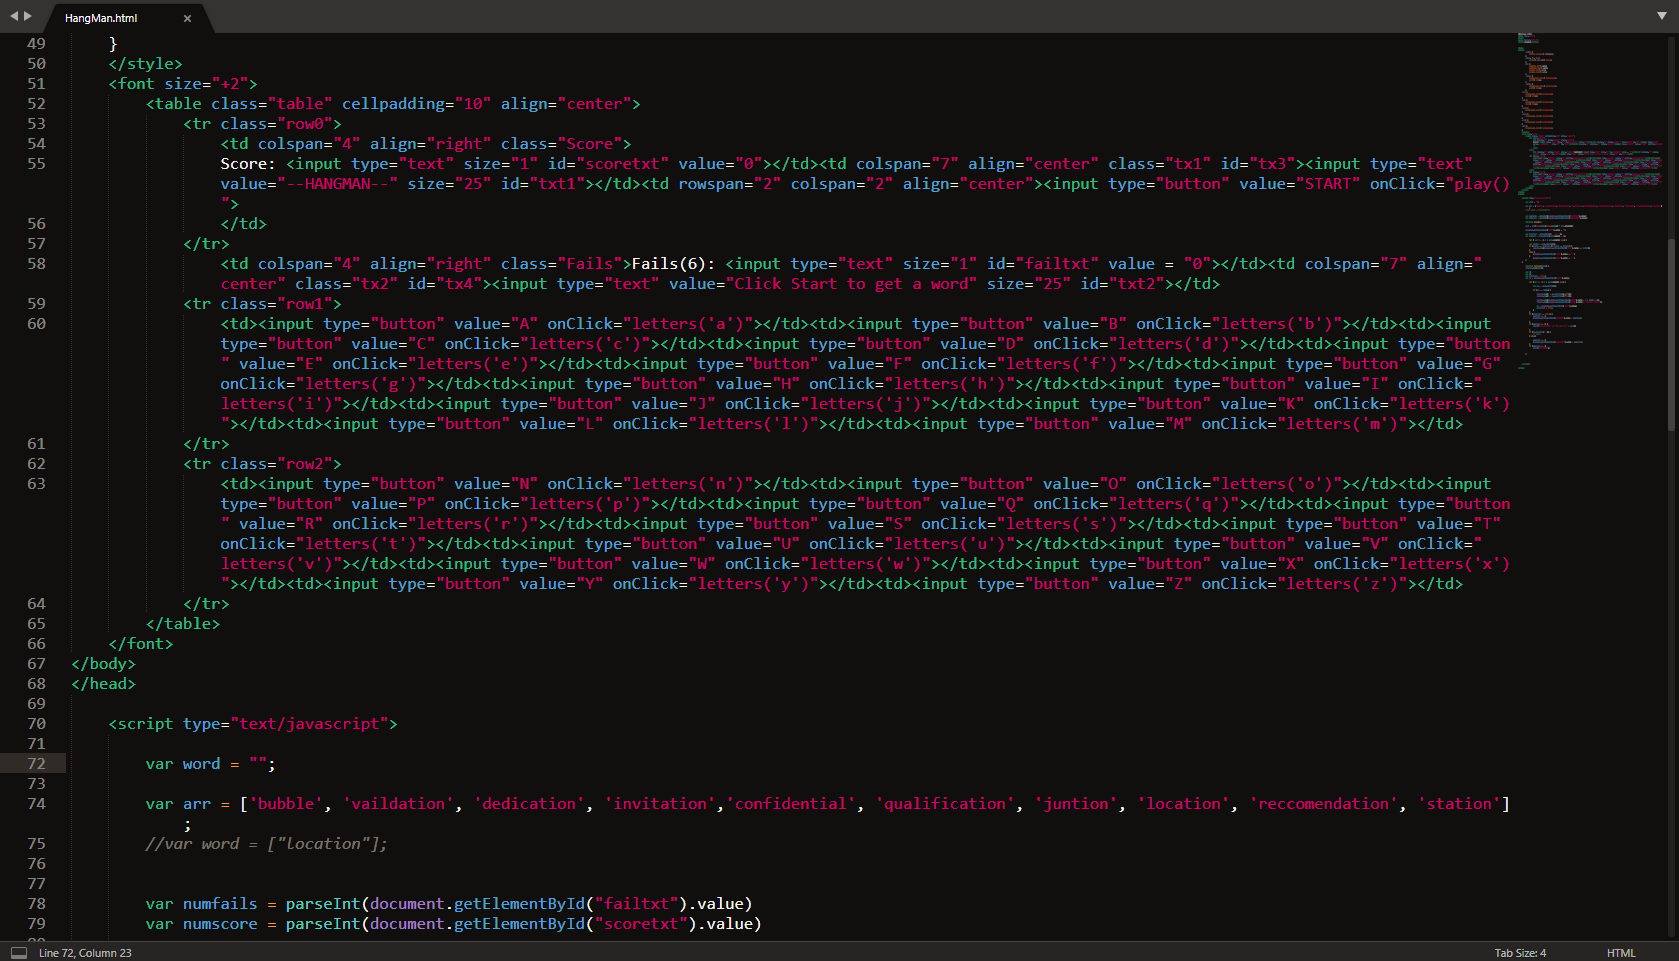 HangMan.html ×
49 }
50 </style>
51 <font size="+2">
52 <table class="table" cellpadding="10" align="center">
53 <tr class="row0">
54 <td colspan="4" align="right" class="Score">
55 Score: <input type="text" size="1" id="scoretxt" value="0"></td><td colspan="7" align="center" class="tx1" id="tx3"><input type="text"
value="--HANGMAN--" size="25" id="txt1"></td><td rowspan="2" colspan="2" align="center"><input type="button" value="START" onClick="play()
">
56 </td>
57 </tr>
58 <td colspan="4" align="right" class="Fails">Fails(6): <input type="text" size="1" id="failtxt" value = "0"></td><td colspan="7" align="
center" class="tx2" id="tx4"><input type="text" value="Click Start to get a word" size="25" id="txt2"></td>
59 <tr class="row1">
60 <td><input type="button" value="A" onClick="letters('a')"></td><td><input type="button" value="B" onClick="letters('b')"></td><td><input
type="button" value="C" onClick="letters('c')"></td><td><input type="button" value="D" onClick="letters('d')"></td><td><input type="button
" value="E" onClick="letters('e')"></td><td><input type="button" value="F" onClick="letters('f')"></td><td><input type="button" value="G"
onClick="letters('g')"></td><td><input type="button" value="H" onClick="letters('h')"></td><td><input type="button" value="I" onClick="
letters('i')"></td><td><input type="button" value="J" onClick="letters('j')"></td><td><input type="button" value="K" onClick="letters('k')
"></td><td><input type="button" value="L" onClick="letters('l')"></td><td><input type="button" value="M" onClick="letters('m')"></td>
61 </tr>
62 <tr class="row2">
63 <td><input type="button" value="N" onClick="letters('n')"></td><td><input type="button" value="O" onClick="letters('o')"></td><td><input
type="button" value="P" onClick="letters('p')"></td><td><input type="button" value="Q" onClick="letters('q')"></td><td><input type="button
" value="R" onClick="letters('r')"></td><td><input type="button" value="S" onClick="letters('s')"></td><td><input type="button" value="T"
onClick="letters('t')"></td><td><input type="button" value="U" onClick="letters('u')"></td><td><input type="button" value="V" onClick="
letters('v')"></td><td><input type="button" value="W" onClick="letters('w')"></td><td><input type="button" value="X" onClick="letters('x')
"></td><td><input type="button" value="Y" onClick="letters('y')"></td><td><input type="button" value="Z" onClick="letters('z')"></td>
64 </tr>
65 </table>
66 </font>
67 </body>
68 </head>
69
70 <script type="text/javascript">
71
72 var word = "";
73
74 var arr = ['bubble', 'vaildation', 'dedication', 'invitation','confidential', 'qualification', 'juntion', 'location', 'reccomendation', 'station']
;
75 //var word = ["location"];
76
77
78 var numfails = parseInt(document.getElementById("failtxt").value)
79 var numscore = parseInt(document.getElementById("scoretxt").value)
Line 72, Column 23 Tab Size: 4 HTML